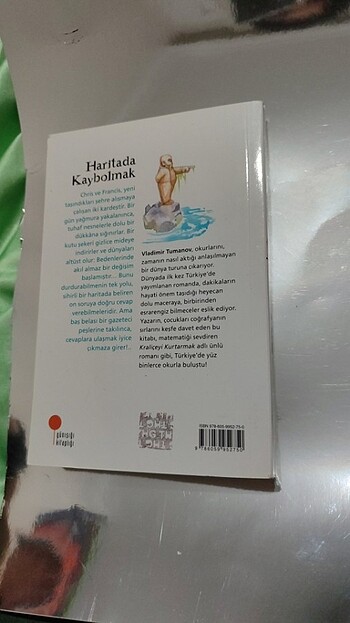 Haritada
Kaybolmak
Chris ve Francis, yeni
taşındıkları şehre alışmaya
çalışan iki kardeştir. Bir
gün yağmura yakalanınca,
tuhaf nesnelerle dolu bir
dükkâna sığınırlar. Bir
kutu şekeri gizlice mideye
indirirler ve dünyaları
altüst olur: Bedenlerinde
akıl almaz bir değişim
başlamıştır... Bunu
durdurabilmenin tek yolu,
sihirli bir haritada beliren
on soruya doğru cevap
verebilmeleridir. Ama
baş belası bir gazeteci
peşlerine takılınca,
cevaplara ulaşmak iyice
çıkmaza girer!..
Vladimir Tumanov, okurlarını,
zamanın nasıl aktığı anlaşılmayan
bir dünya turuna çıkarıyor.
Dünyada ilk kez Türkiye'de
yayımlanan romanda, dakikaların
hayati önem taşıdığı heyecan
dolu maceraya, birbirinden
esrarengiz bilmeceler eşlik ediyor.
Yazarın, çocukları coğrafyanın
sırlarını keşfe davet eden bu
kitabı, matematiği sevdiren
Kraliçeyi Kurtarmak adlı ünlü
romanı gibi, Türkiye'de yüz
binlerce okurla buluştu!
günışığı
kitaplığı